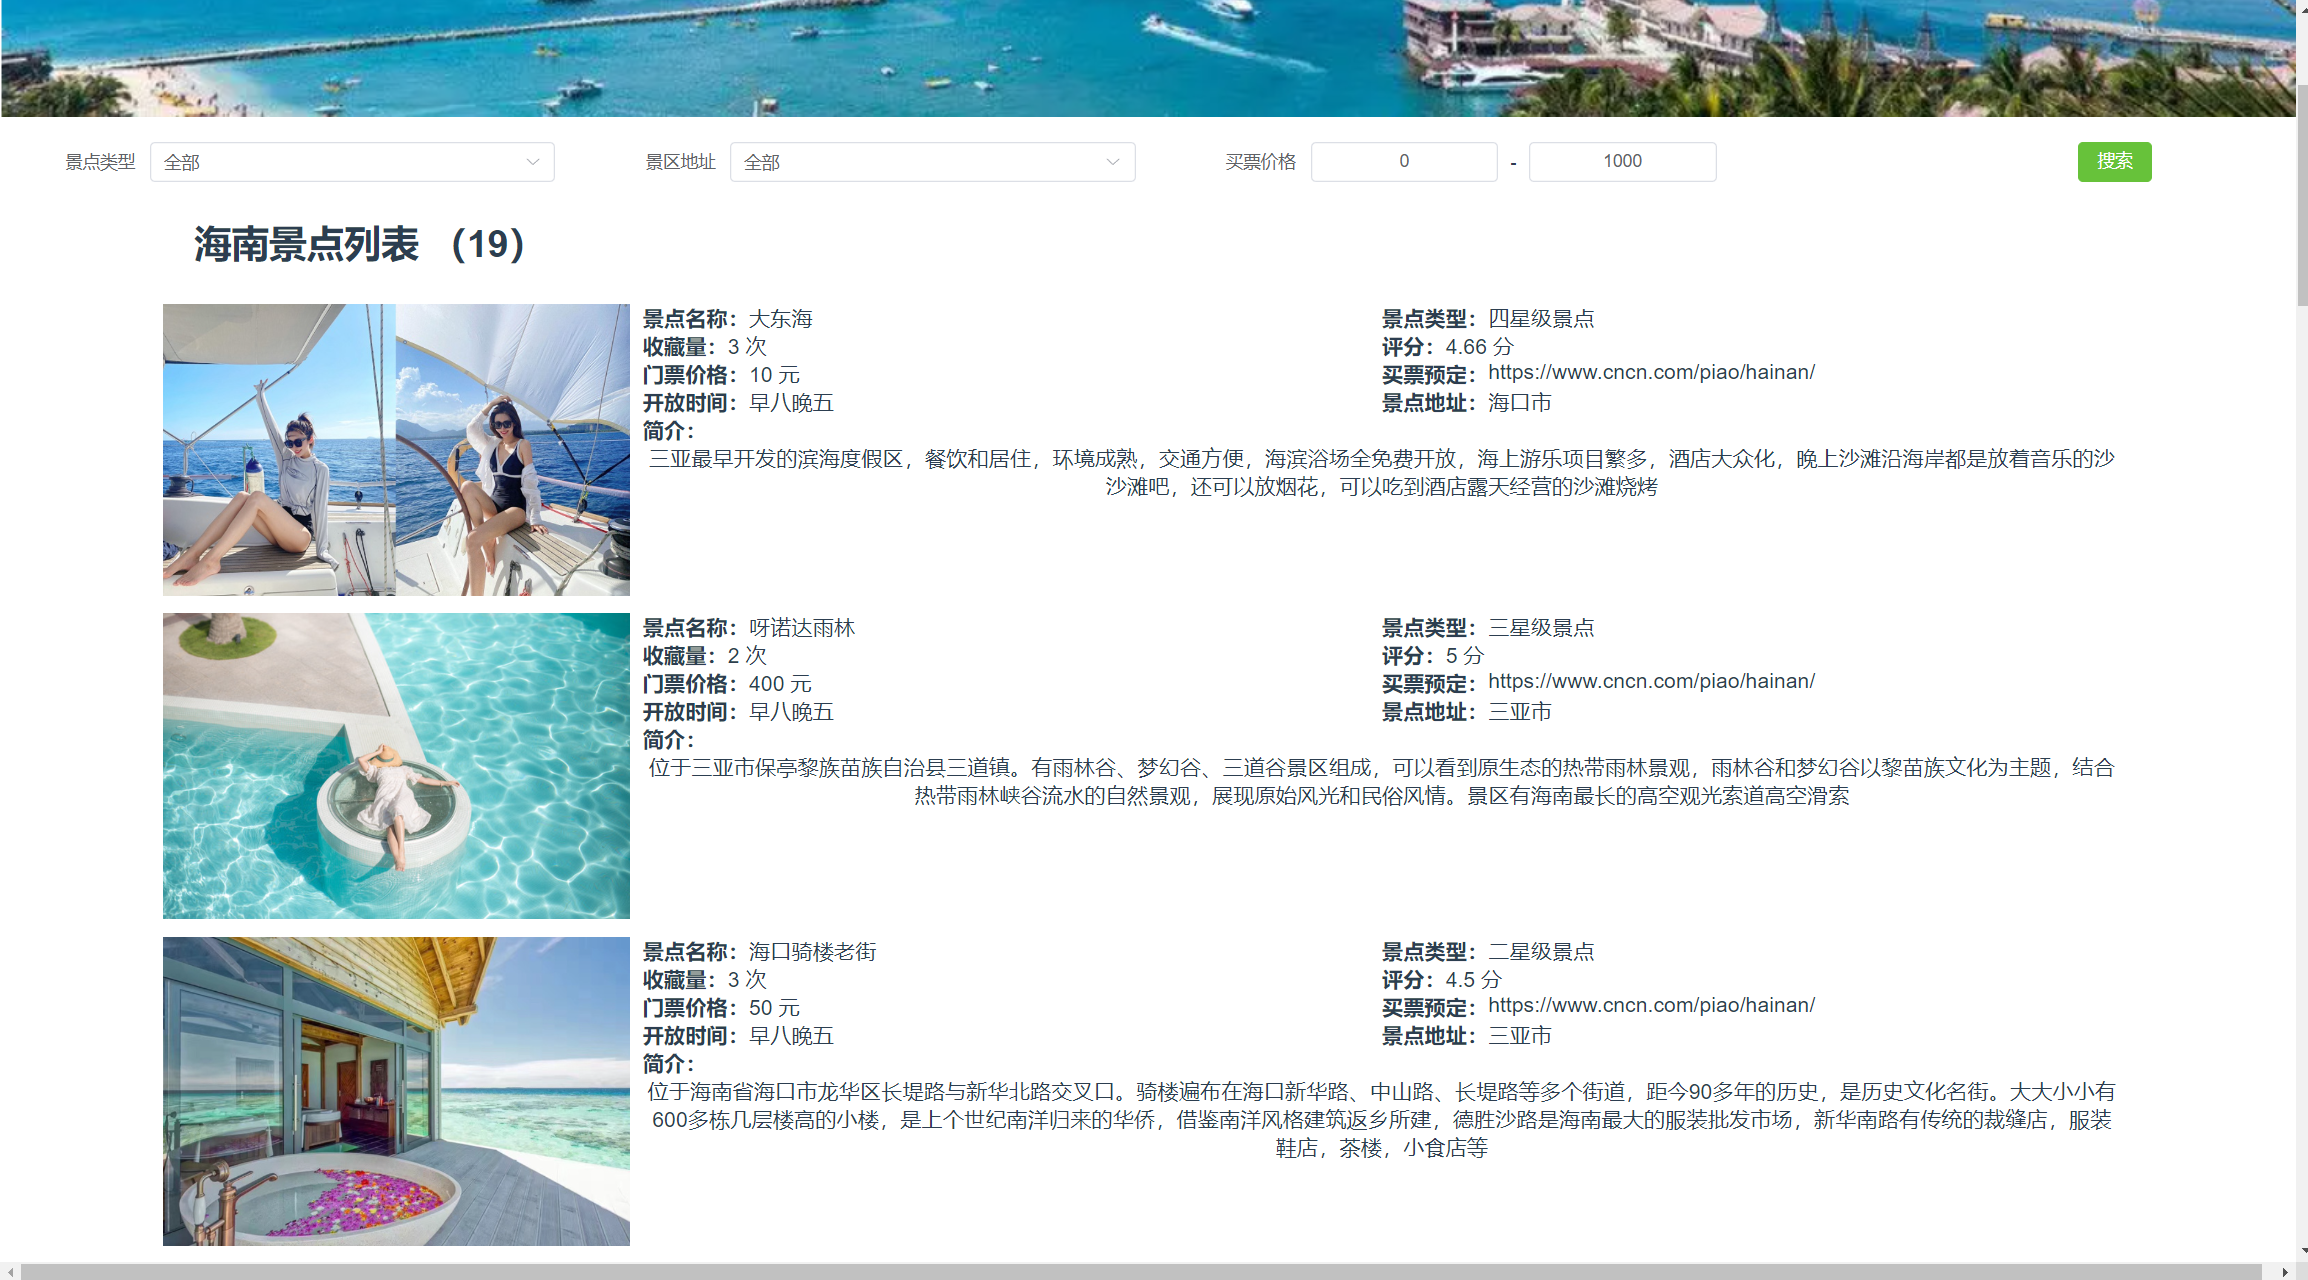 景点类型 全部 景区地址 全部 买票价格 0 - 1000 搜索
海南景点列表 （19）
景点名称：大东海 景点类型：四星级景点
收藏量：3 次 评分：4.66 分
门票价格：10 元 买票预定：https://www.cncn.com/piao/hainan/
开放时间：早八晚五 景点地址：海口市
简介：
三亚最早开发的滨海度假区，餐饮和居住，环境成熟，交通方便，海滨浴场全免费开放，海上游乐项目繁多，酒店大众化，晚上沙滩沿海岸都是放着音乐的沙
沙滩吧，还可以放烟花，可以吃到酒店露天经营的沙滩烧烤
景点名称：呀诺达雨林 景点类型：三星级景点
收藏量：2 次 评分：5 分
门票价格：400 元 买票预定：https://www.cncn.com/piao/hainan/
开放时间：早八晚五 景点地址：三亚市
简介：
位于三亚市保亭黎族苗族自治县三道镇。有雨林谷、梦幻谷、三道谷景区组成，可以看到原生态的热带雨林景观，雨林谷和梦幻谷以黎苗族文化为主题，结合
热带雨林峡谷流水的自然景观，展现原始风光和民俗风情。景区有海南最长的高空观光索道高空滑索
景点名称：海口骑楼老街 景点类型：二星级景点
收藏量：3 次 评分：4.5 分
门票价格：50 元 买票预定：https://www.cncn.com/piao/hainan/
开放时间：早八晚五 景点地址：三亚市
简介：
位于海南省海口市龙华区长堤路与新华北路交叉口。骑楼遍布在海口新华路、中山路、长堤路等多个街道，距今90多年的历史，是历史文化名街。大大小小有
600多栋几层楼高的小楼，是上个世纪南洋归来的华侨，借鉴南洋风格建筑返乡所建，德胜沙路是海南最大的服装批发市场，新华南路有传统的裁缝店，服装
鞋店，茶楼，小食店等